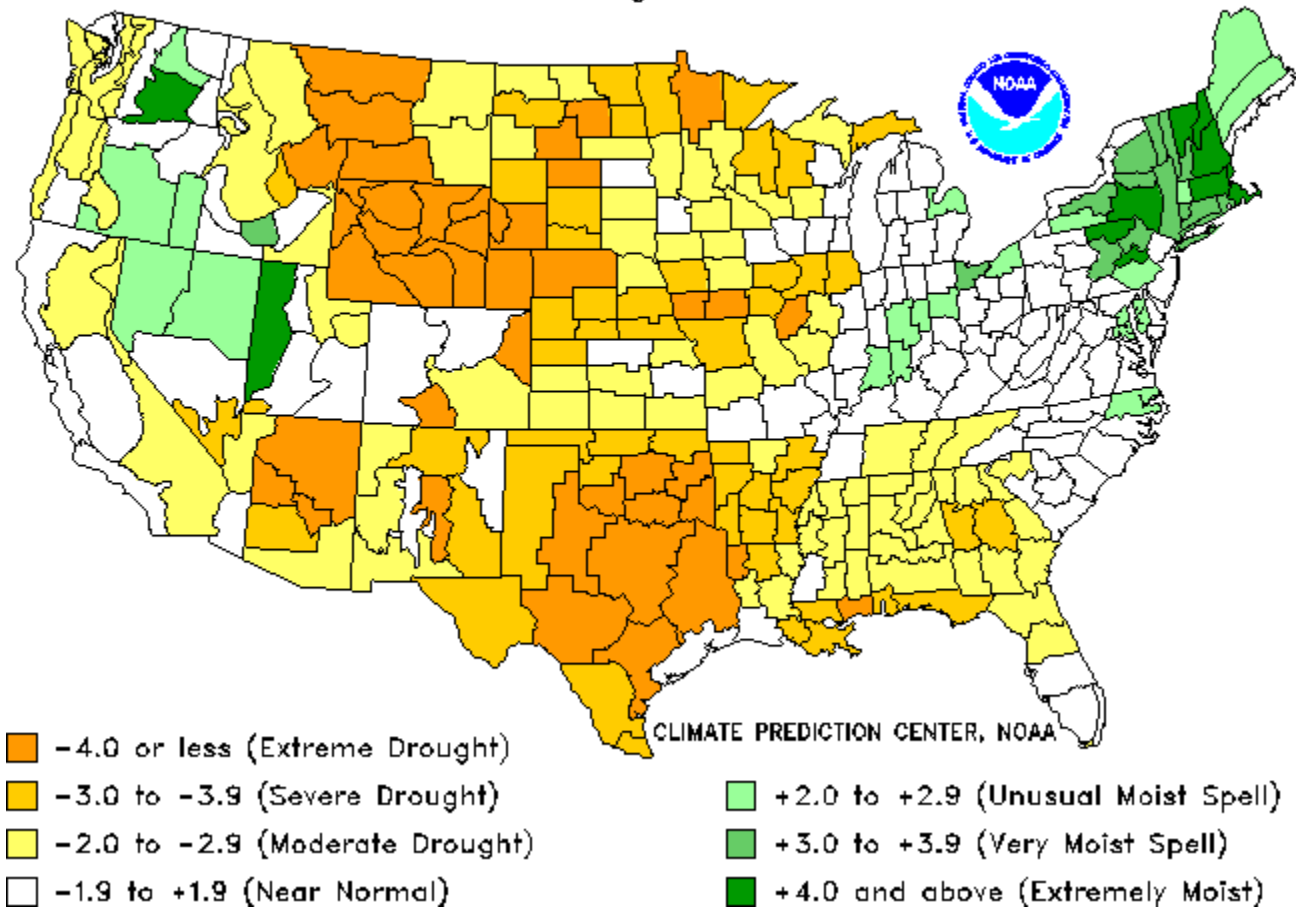 NOAA
CLIMATE PREDICTION CENTER, NOAA
-4.0 or less (Extreme Drought)
-3.0 to -3.9 (Severe Drought)
-2.0 to -2.9 (Moderate Drought)
-1.9 to +1.9 (Near Normal)
+2.0 to +2.9 (Unusual Moist Spell)
+3.0 to +3.9 (Very Moist Spell)
+4.0 and above (Extremely Moist)